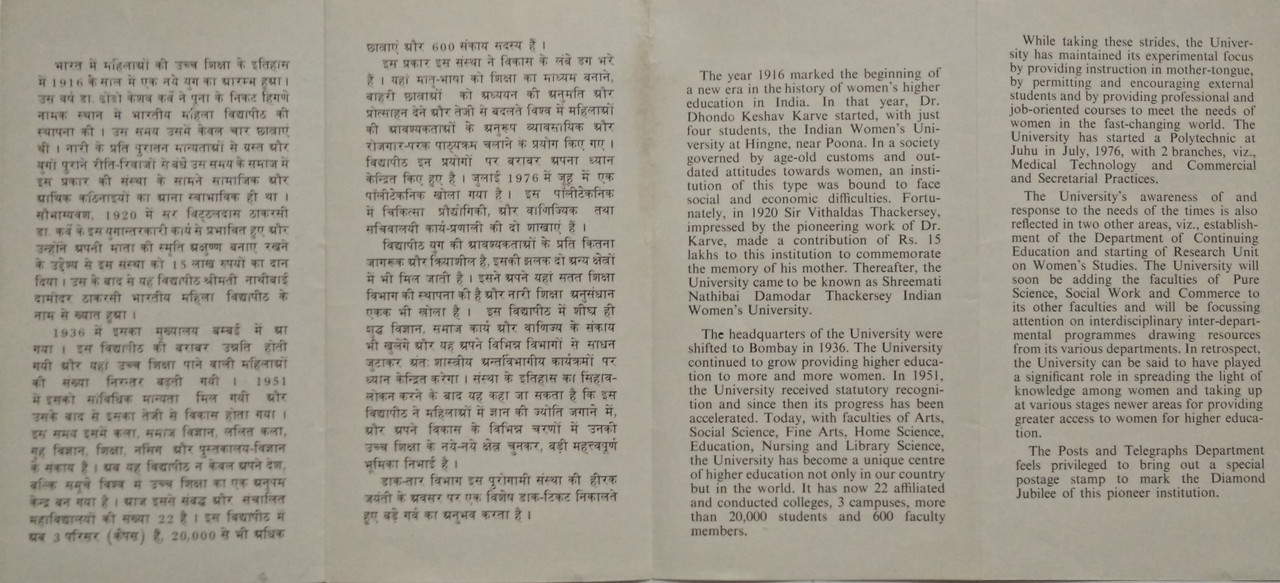 भारत में महिलाओं की उच्च शिक्षा के इतिहास
में 1916 के साल में एक नये युग का आरम्भ हुआ ।
उस वर्ष डा. धोंडो केशव कर्वे ने पूना के निकट हिंगणे
नामक स्थान में भारतीय महिला विद्यापीठ की
स्थापना की । उस समय उसमें केवल चार छात्राएं
थीं । नारी के प्रति पुरातन मान्यताओं से ग्रस्त और
युगों पुराने रीति-रिवाजों से बंधे उस समय के समाज में
इस प्रकार की संस्था के सामने सामाजिक और
आर्थिक कठिनाइयों का आना स्वाभाविक ही था ।
सौभाग्यवश, 1920 में सर विट्ठलदास ठाकरसी
डा. कर्वे के इस युगान्तरकारी कार्य से प्रभावित हुए और
उन्होंने अपनी माता की स्मृति अक्षुण्ण बनाए रखने
के उद्देश्य से इस संस्था को 15 लाख रुपयों का दान
दिया । उस के बाद से यह विद्यापीठ श्रीमती नाथीबाई
दामोदर ठाकरसी भारतीय महिला विद्यापीठ के
नाम से ख्यात हुआ ।
1936 में इसका मुख्यालय बम्बई में आ
गया । इस विद्यापीठ की बराबर उन्नति होती
गयी और यहां उच्च शिक्षा पाने वाली महिलाओं
की संख्या निरन्तर बढ़ती गयी । 1951
में इसको सांविधिक मान्यता मिल गयी और
उसके बाद से इसका तेजी से विकास होता गया ।
इस समय इसमें कला, समाज विज्ञान, ललित कला,
गृह विज्ञान, शिक्षा, नर्सिंग और पुस्तकालय-विज्ञान
के संकाय हैं । अब यह विद्यापीठ न केवल अपने देश,
बल्कि समूचे विश्व में उच्च शिक्षा का एक अनुपम
केन्द्र बन गया है । आज इससे संबद्ध और संचालित
महाविद्यालयों की संख्या 22 है । इस विद्यापीठ में
अब 3 परिसर (कैंपस) हैं, 20,000 से भी अधिक
छात्राएं और 600 संकाय सदस्य हैं ।
इस प्रकार इस संस्था ने विकास के लंबे डग भरे
हैं । यहां मातृ-भाषा को शिक्षा का माध्यम बनाने,
बाहरी छात्राओं को अध्ययन की अनुमति और
प्रोत्साहन देने और तेजी से बदलते विश्व में महिलाओं
की आवश्यकताओं के अनुरूप व्यावसायिक और
रोजगार-परक पाठ्यक्रम चलाने के प्रयोग किए गए ।
विद्यापीठ इन प्रयोगों पर बराबर अपना ध्यान
केन्द्रित किए हुए है । जुलाई 1976 में जुहू में एक
पॉलीटेकनिक खोला गया है । इस पॉलीटेकनिक
में चिकित्सा प्रौद्योगिकी, और वाणिज्यिक तथा
सचिवालयी कार्य-प्रणाली की दो शाखाएं हैं ।
विद्यापीठ युग की आवश्यकताओं के प्रति कितना
जागरूक और क्रियाशील है, इसकी झलक दो अन्य क्षेत्रों
में भी मिल जाती है । इसने अपने यहां सतत शिक्षा
विभाग की स्थापना की है और नारी शिक्षा अनुसंधान
एकक भी खोला है । इस विद्यापीठ में शीघ्र ही
शुद्ध विज्ञान, समाज कार्य और वाणिज्य के संकाय
भी खुलेंगे और यह अपने विभिन्न विभागों से साधन
जुटाकर अंतः शास्त्रीय अन्तर्विभागीय कार्यक्रमों पर
ध्यान केन्द्रित करेगा । संस्था के इतिहास का सिंहाव-
लोकन करने के बाद यह कहा जा सकता है कि इस
विद्यापीठ ने महिलाओं में ज्ञान की ज्योति जगाने में,
और अपने विकास के विभिन्न चरणों में उनकी
उच्च शिक्षा के नये-नये क्षेत्र चुनकर, बड़ी महत्त्वपूर्ण
भूमिका निभाई है ।
डाक-तार विभाग इस पुरोगामी संस्था की हीरक
जयंती के अवसर पर एक विशेष डाक-टिकट निकालते
हुए बड़े गर्व का अनुभव करता है ।
The year 1916 marked the beginning of
a new era in the history of women's higher
education in India. In that year, Dr.
Dhondo Keshav Karve started, with just
four students, the Indian Women's Uni-
versity at Hingne, near Poona. In a society
governed by age-old customs and out-
dated attitudes towards women, an insti-
tution of this type was bound to face
social and economic difficulties. Fortu-
nately, in 1920 Sir Vithaldas Thackersey,
impressed by the pioneering work of Dr.
Karve, made a contribution of Rs. 15
lakhs to this institution to commemorate
the memory of his mother. Thereafter, the
University came to be known as Shreemati
Nathibai Damodar Thackersey Indian
Women's University.
The headquarters of the University were
shifted to Bombay in 1936. The University
continued to grow providing higher educa-
tion to more and more women. In 1951,
the University received statutory recogni-
tion and since then its progress has been
accelerated. Today, with faculties of Arts,
Social Science, Fine Arts, Home Science,
Education, Nursing and Library Science,
the University has become a unique centre
of higher education not only in our country
but in the world. It has now 22 affiliated
and conducted colleges, 3 campuses, more
than 20,000 students and 600 faculty
members.
While taking these strides, the Univer-
sity has maintained its experimental focus
by providing instruction in mother-tongue,
by permitting and encouraging external
students and by providing professional and
job-oriented courses to meet the needs of
women in the fast-changing world. The
University has started a Polytechnic at
Juhu in July, 1976, with 2 branches, viz.,
Medical Technology and Commercial
and Secretarial Practices.
The University's awareness of and
response to the needs of the times is also
reflected in two other areas, viz., establish-
ment of the Department of Continuing
Education and starting of Research Unit
on Women's Studies. The University will
soon be adding the faculties of Pure
Science, Social Work and Commerce to
its other faculties and will be focussing
attention on interdisciplinary inter-depart-
mental programmes drawing resources
from its various departments. In retrospect,
the University can be said to have played
a significant role in spreading the light of
knowledge among women and taking up
at various stages newer areas for providing
greater access to women for higher educa-
tion.
The Posts and Telegraphs Department
feels privileged to bring out a special
postage stamp to mark the Diamond
Jubilee of this pioneer institution.